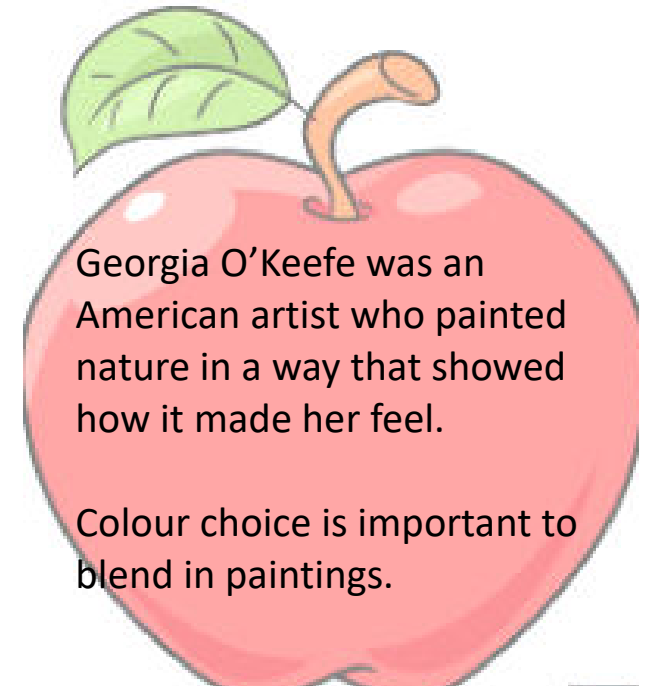 Georgia O’Keefe was an
American artist who painted
nature in a way that showed
how it made her feel.
Colour choice is important to
blend in paintings.